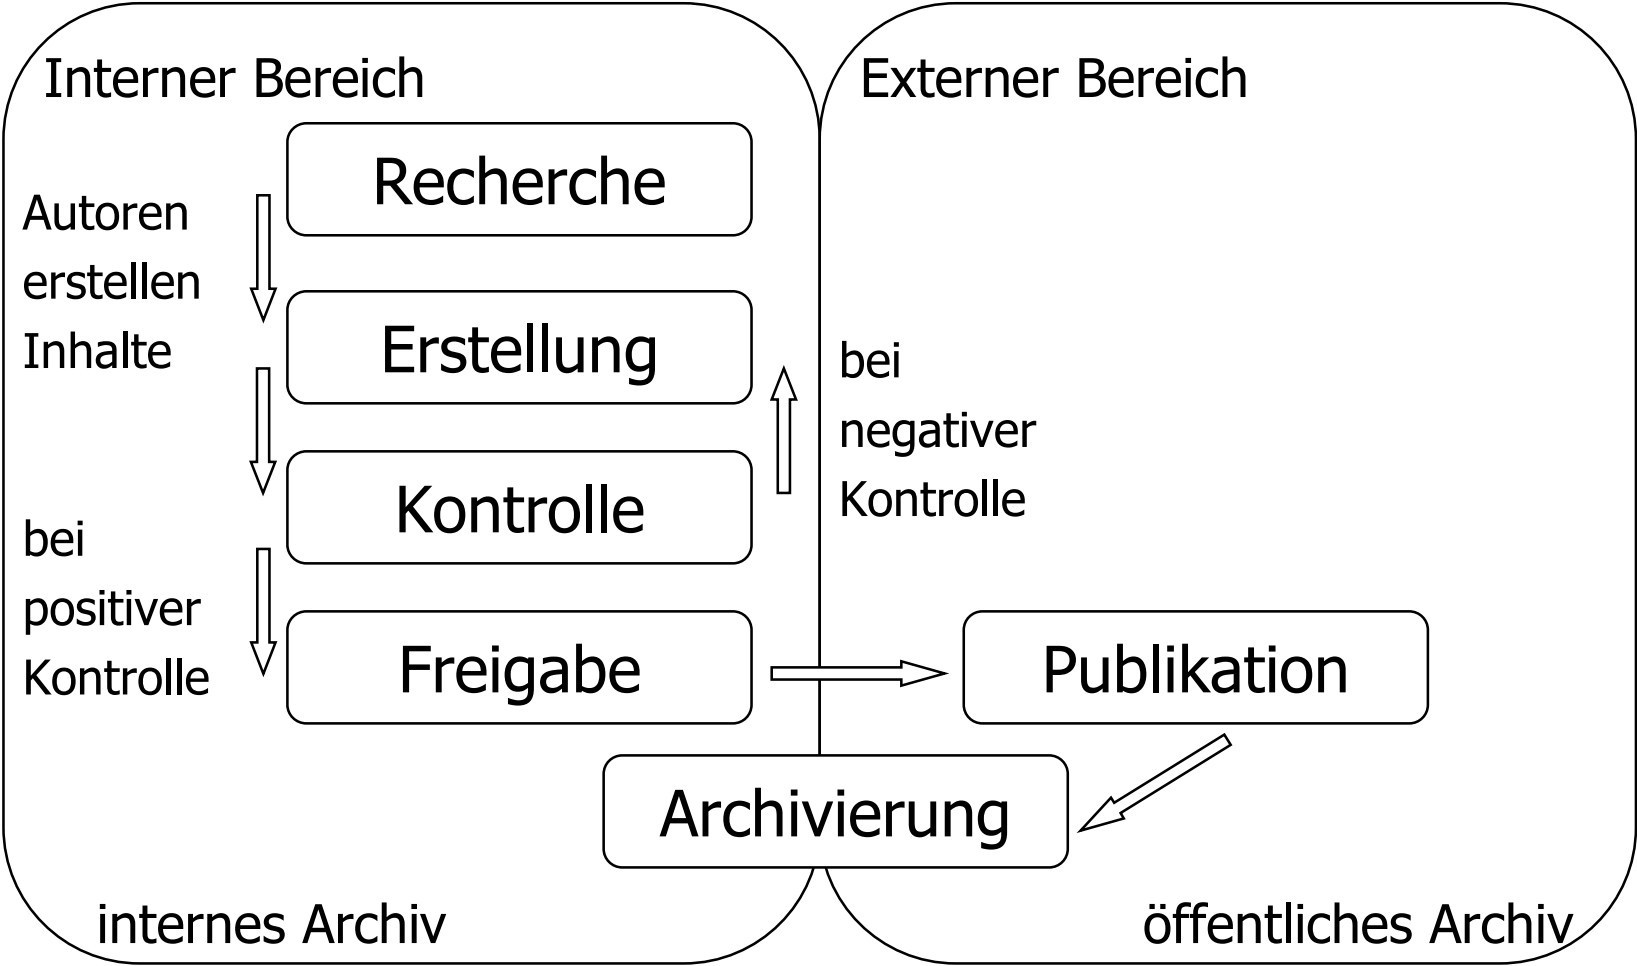 Interner Bereich
Externer Bereich
Recherche
Autoren
erstellen
Inhalte
Erstellung
bei
negativer
Kontrolle
Kontrolle
bei
positiver
Kontrolle
Freigabe
Publikation
Archivierung
internes Archiv
öffentliches Archiv